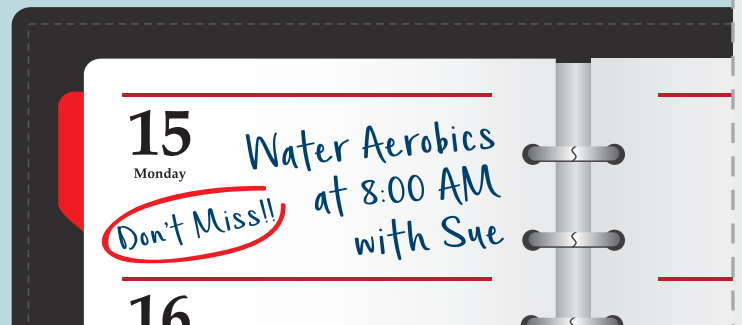 15
Monday
Water Aerobics
at 8:00 AM
with Sue
Don't Miss!!
16